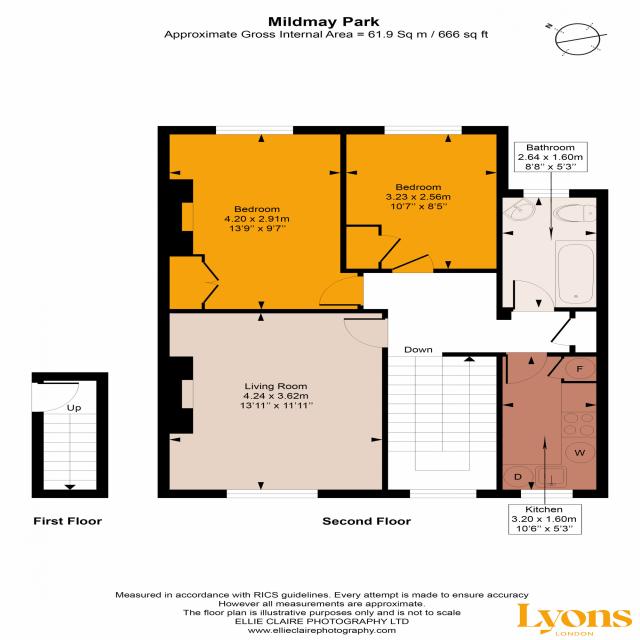 Mildmay Park
Approximate Gross Internal Area = 61.9 Sq m / 666 sq ft
N
Bathroom
2.64 x 1.60m
8'8" x 5'3"
Bedroom
3.23 x 2.56m
10'7" x 8'5"
Bedroom
4.20 x 2.91m
13'9" x 9'7"
Down
F
Living Room
4.24 x 3.62m
13'11" x 11'11"
Up
W
D
Kitchen
3.20 x 1.60m
10'6" x 5'3"
First Floor
Second Floor
Measured in accordance with RICS guidelines. Every attempt is made to ensure accuracy
However all measurements are approximate.
The floor plan is illustrative purposes only and is not to scale
ELLIE CLAIRE PHOTOGRAPHY LTD
www.ellieclairephotography.com
Lyons
LONDON